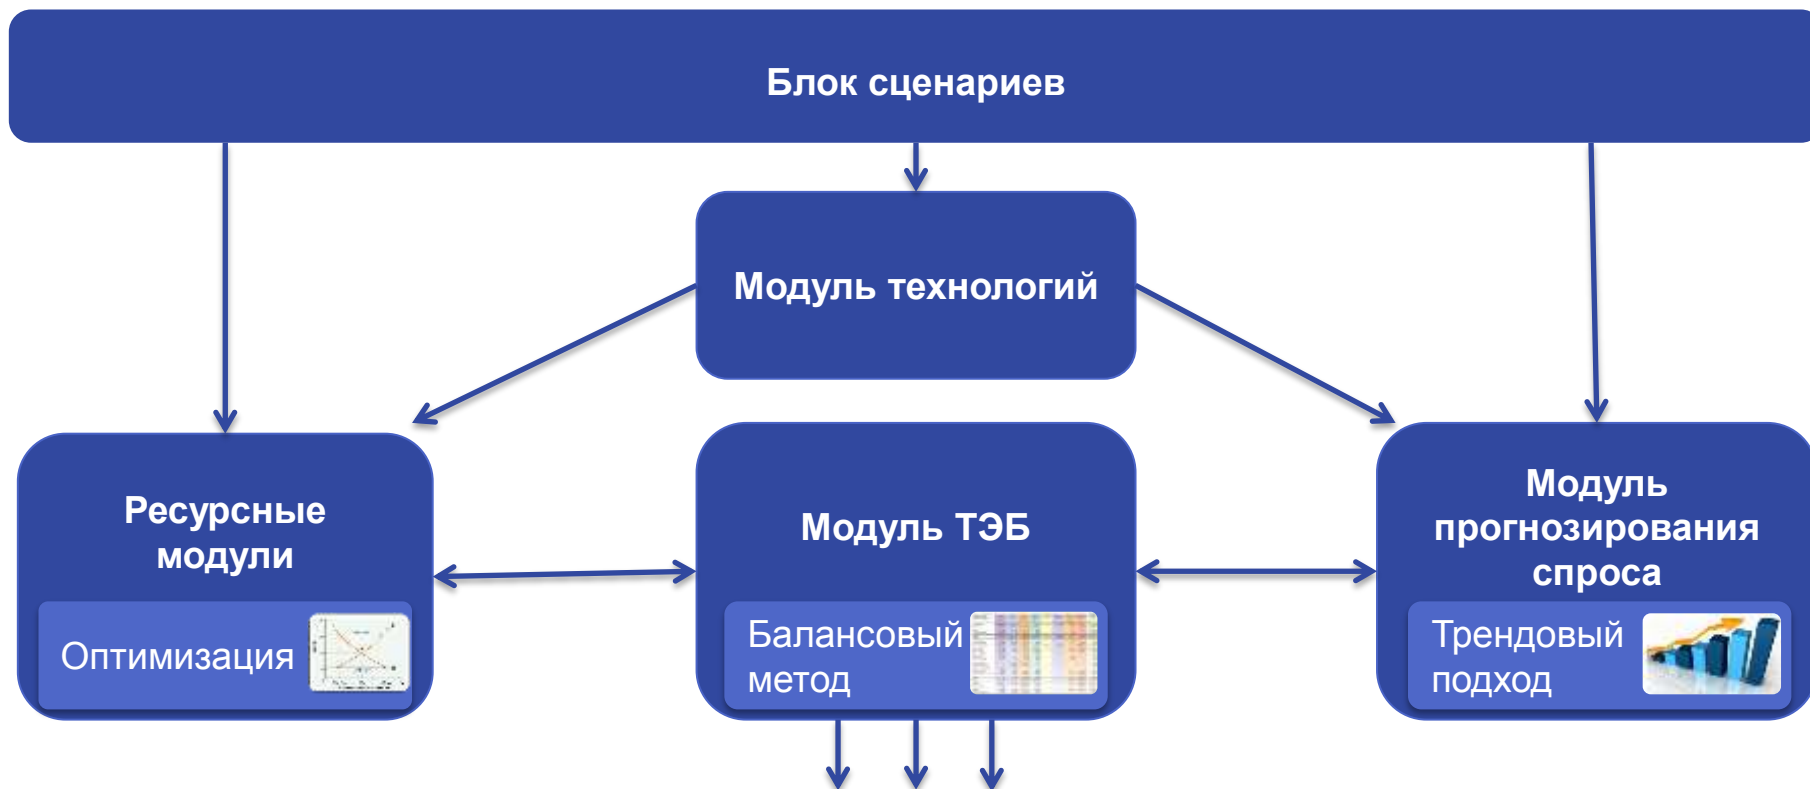 Блок сценариев
Модуль технологий
Ресурсные
модули
Оптимизация
Модуль ТЭБ
Балансовый
метод
Модуль
прогнозирования
спроса
Трендовый
подход